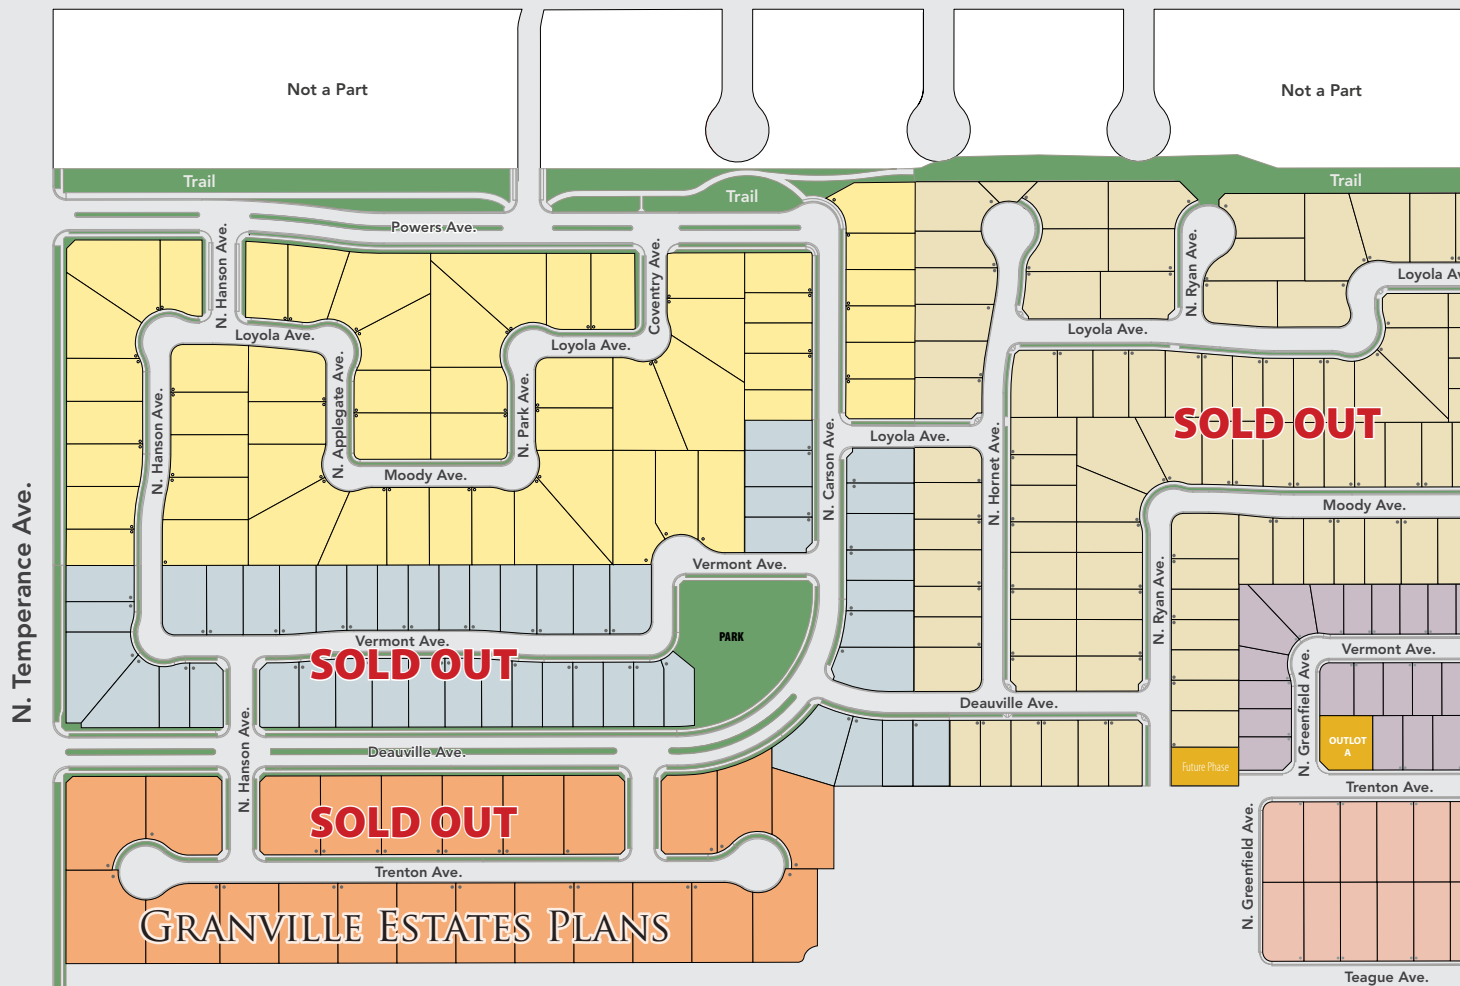 Not a Part
Not a Part
Trail
Trail
Trail
Powers Ave.
N. Hanson Ave.
Coventry Ave.
N. Ryan Ave.
Loyola Av
Loyola Ave.
Loyola Ave.
Loyola Ave.
N. Applegate Ave.
N. Park Ave.
N. Hanson Ave.
SOLD OUT
Loyola Ave.
N. Carson Ave.
N. Hornet Ave.
Moody Ave.
Moody Ave.
N. Temperance Ave.
Vermont Ave.
N. Ryan Ave.
PARK
Vermont Ave.
SOLD OUT
Vermont Ave.
N. Greenfield Ave.
Deauville Ave.
N. Hanson Ave.
Deauville Ave.
OUTLOT
A
Future Phase
Trenton Ave.
SOLD OUT
N. Greenfield Ave.
Trenton Ave.
GRANVILLE ESTATES PLANS
Teague Ave.